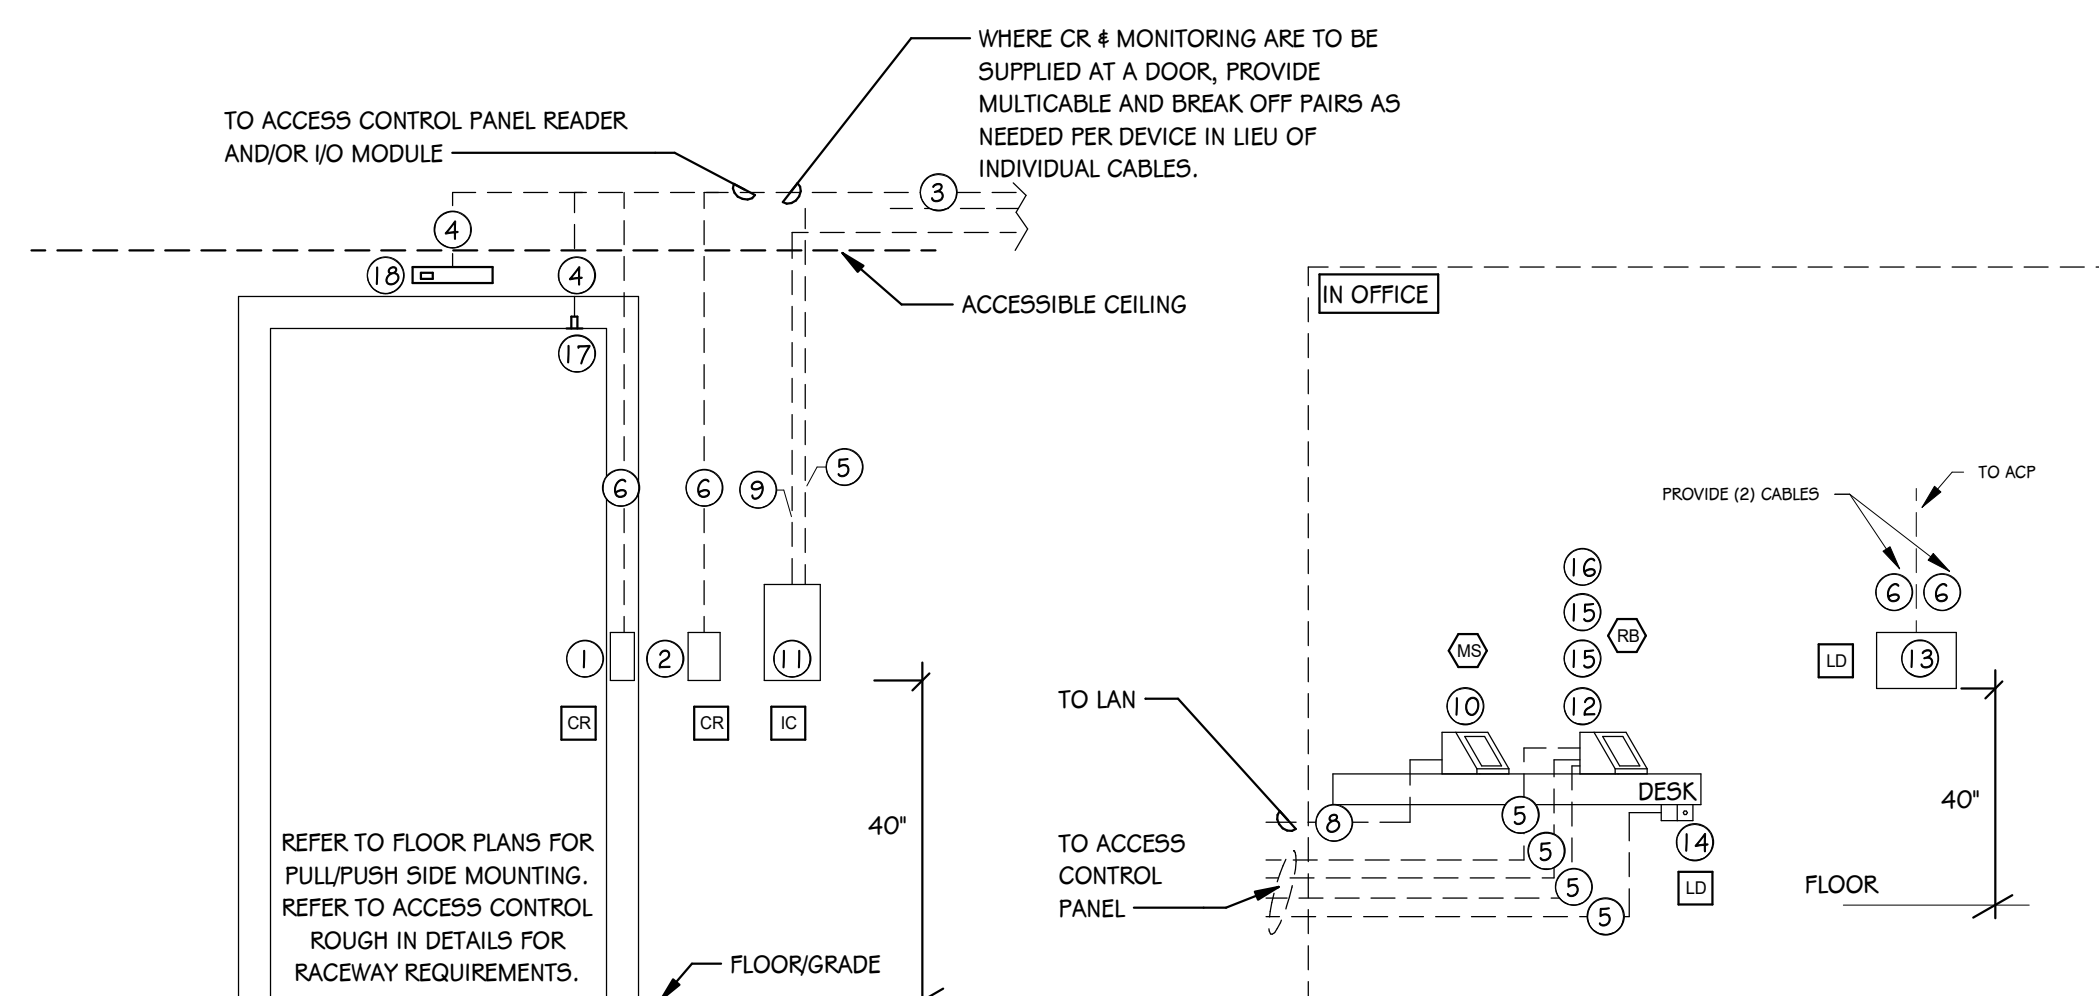 WHERE CR & MONITORING ARE TO BE
SUPPLIED AT A DOOR, PROVIDE
MULTICABLE AND BREAK OFF PAIRS AS
NEEDED PER DEVICE IN LIEU OF
INDIVIDUAL CABLES.
TO ACCESS CONTROL PANEL READER
AND/OR I/O MODULE
3
4
18
4
ACCESSIBLE CEILING
IN OFFICE
17
5
6
6
9
TO ACP
PROVIDE (2) CABLES
16
15
6
6
RB
MS
1
2
11
15
LD
13
CR
CR
IC
TO LAN
10
12
DESK
40"
40"
8
5
14
5
5
5
LD
TO ACCESS
CONTROL
PANEL
FLOOR
REFER TO FLOOR PLANS FOR
PULL/PUSH SIDE MOUNTING.
REFER TO ACCESS CONTROL
ROUGH IN DETAILS FOR
RACEWAY REQUIREMENTS.
FLOOR/GRADE